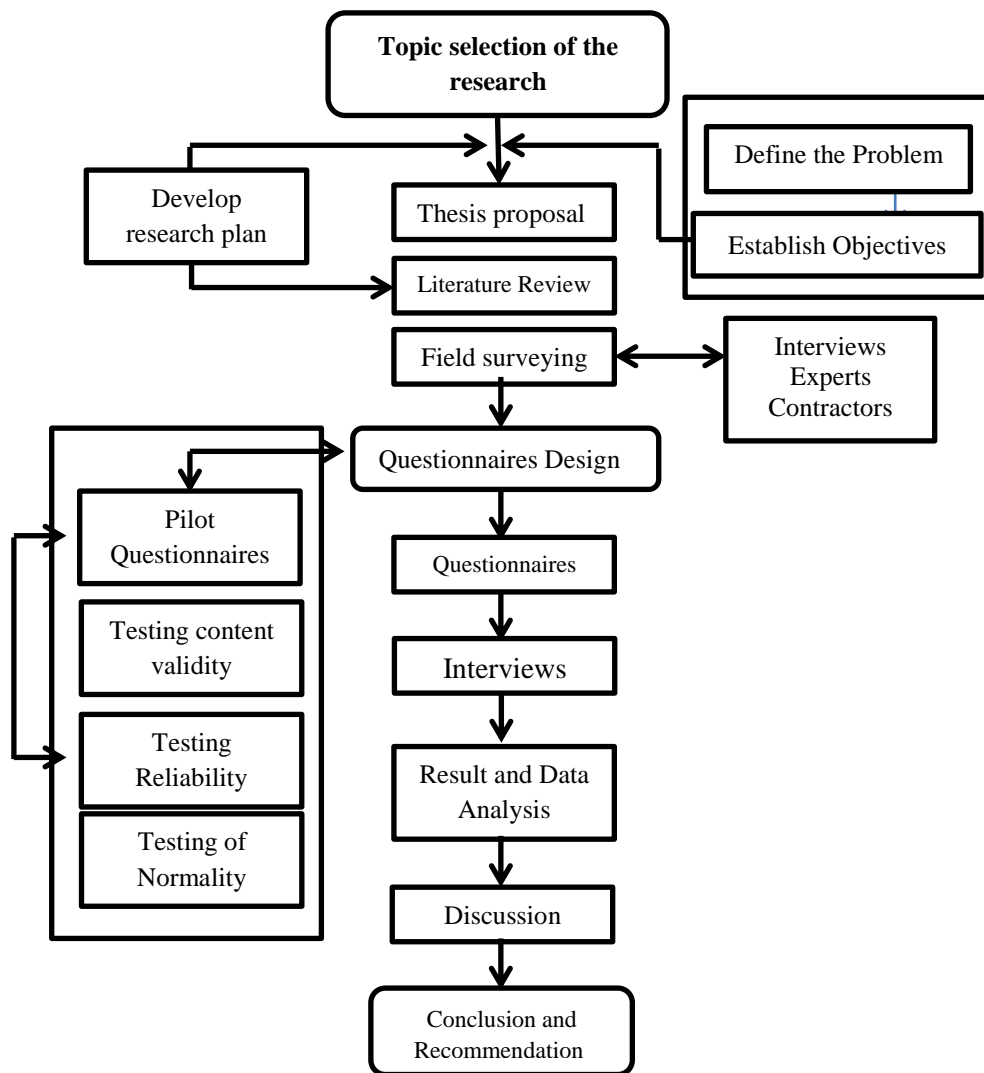 Topic selection of the
research
Define the Problem
Develop
research plan
Thesis proposal
Establish Objectives
Literature Review
Field surveying
Interviews
Experts
Contractors
Questionnaires Design
Pilot
Questionnaires
Questionnaires
Testing content
validity
Interviews
Testing
Reliability
Result and Data
Analysis
Testing of
Normality
Discussion
Conclusion and
Recommendation